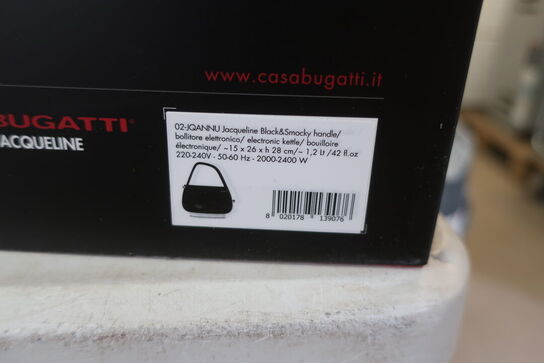 www.casabugatti.it
BUGATTI
JACQUELINE
02-JQANNU Jacqueline Black&Smocky handle/
bollitore elettronico/ electronic kettle/ bouilloire
électronique/ ~15 x 26 x h 28 cm/~ 1,2 lt /42 fl.oz
220-240V - 50-60 Hz - 2000-2400 W
8 020178 139076